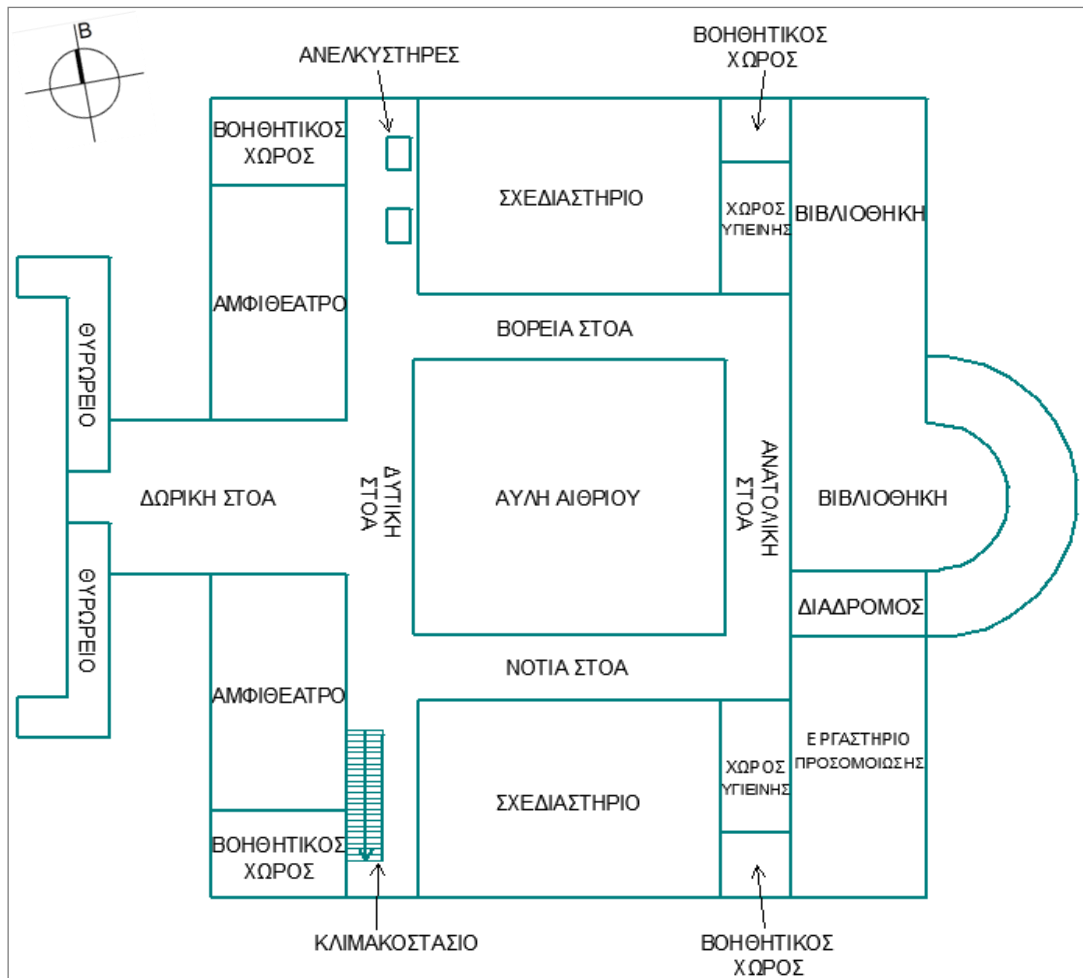 Β
ΑΝΕΛΚΥΣΤΗΡΕΣ
ΒΟΗΘΗΤΙΚΟΣ
ΧΩΡΟΣ
ΒΟΗΘΗΤΙΚΟΣ
ΧΩΡΟΣ
ΣΧΕΔΙΑΣΤΗΡΙΟ
ΧΩΡΟΣ
ΥΓΙΕΙΝΗΣ
ΒΙΒΛΙΟΘΗΚΗ
ΑΜΦΙΘΕΑΤΡΟ
ΘΥΡΩΡΕΙΟ
ΒΟΡΕΙΑ ΣΤΟΑ
ΔΩΡΙΚΗ ΣΤΟΑ
ΔΥΤΙΚΗ
ΣΤΟΑ
ΑΥΛΗ ΑΙΘΡΙΟΥ
ΑΝΑΤΟΛΙΚΗ
ΣΤΟΑ
ΒΙΒΛΙΟΘΗΚΗ
ΔΙΑΔΡΟΜΟΣ
ΘΥΡΩΡΕΙΟ
ΝΟΤΙΑ ΣΤΟΑ
ΑΜΦΙΘΕΑΤΡΟ
ΕΡΓΑΣΤΗΡΙΟ
ΠΡΟΣΟΜΟΙΩΣΗΣ
ΧΩΡΟΣ
ΥΓΙΕΙΝΗΣ
ΣΧΕΔΙΑΣΤΗΡΙΟ
ΒΟΗΘΗΤΙΚΟΣ
ΧΩΡΟΣ
ΚΛΙΜΑΚΟΣΤΑΣΙΟ
ΒΟΗΘΗΤΙΚΟΣ
ΧΩΡΟΣ